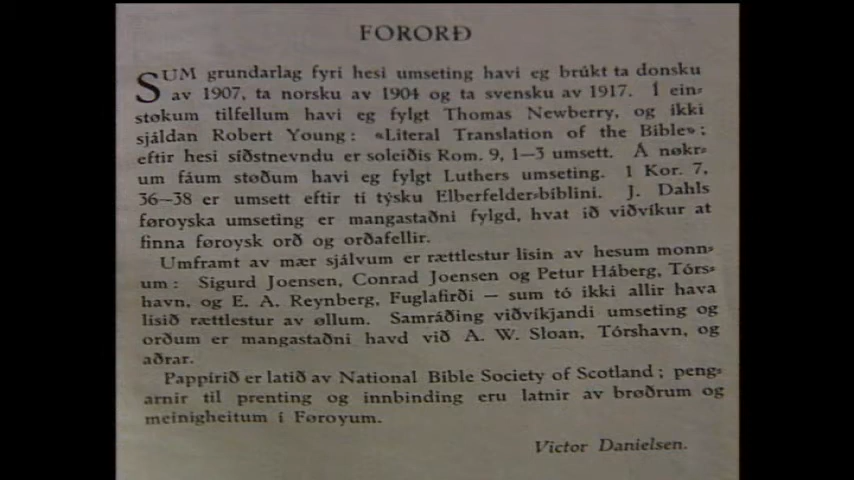 FORORÐ
SUM grundarlag fyri hesi umseting havi eg brúkt ta donsku
av 1907, ta norsku av 1904 og ta svensku av 1917. Í ein-
støkum tilfellum havi eg fylgt Thomas Newberry, og ikki
sjáldan Robert Young: «Literal Translation of the Bible»;
eftir hesi síðstnevndu er soleiðis Rom. 9, 1—3 umsett. Á nøkr-
um fáum støðum havi eg fylgt Luthers umseting. 1 Kor. 7,
36—38 er umsett eftir ti týsku Elberfelder-biblini. J. Dahls
føroyska umseting er mangastaðni fylgd, hvat ið viðvíkur at
finna føroysk orð og orðafellir.
Umframt av mær sjálvum er rættlestur lisin av hesum monn-
um: Sigurd Joensen, Conrad Joensen og Petur Háberg, Tórs-
havn, og E. A. Reynberg, Fuglafirði — sum tó ikki allir hava
lisið rættlestur av øllum. Samráðing viðvíkjandi umseting og
orðum er mangastaðni havd við A. W. Sloan, Tórshavn, og
aðrar.
Pappírið er latið av National Bible Society of Scotland; peng-
arnir til prenting og innbinding eru latnir av brøðrum og
meinigheitum í Føroyum.
Victor Danielsen.